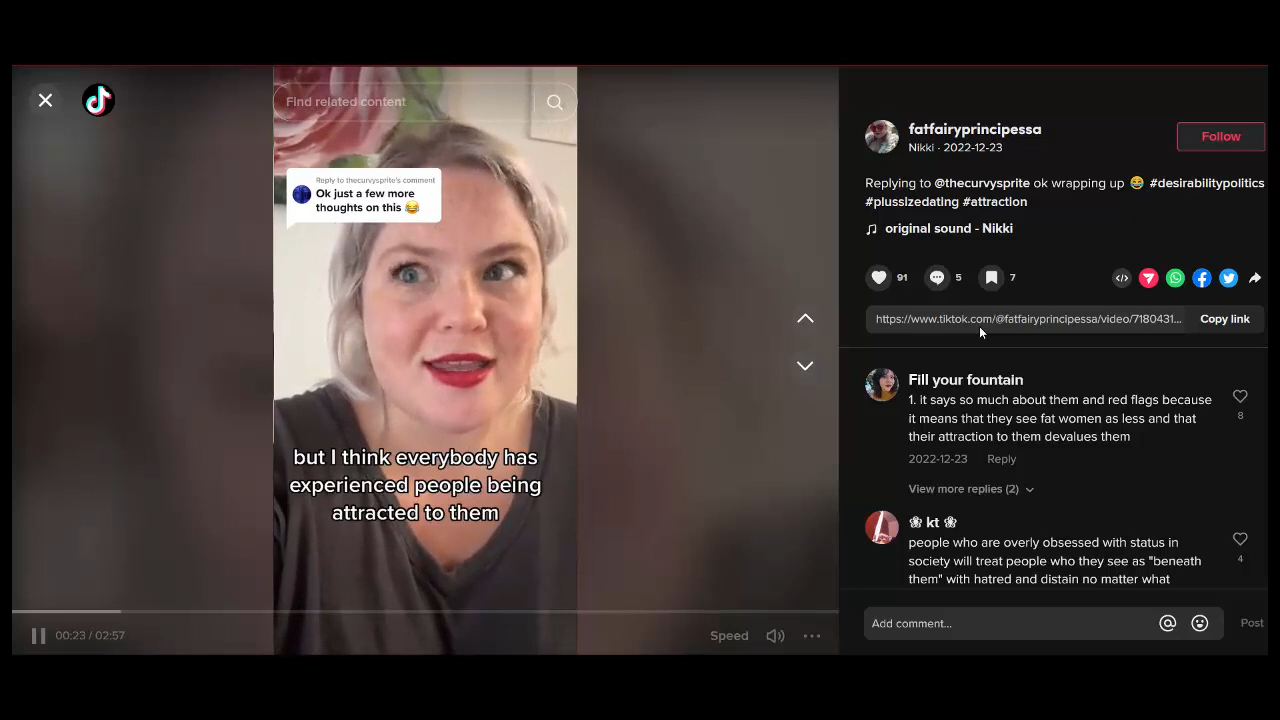 Find related content
Reply to thecurvysprite's comment
Ok just a few more
thoughts on this 😂
but I think everybody has
experienced people being
attracted to them
00:23 / 02:57
Speed
fatfairyprincipessa
Nikki · 2022-12-23
Follow
Replying to @thecurvysprite ok wrapping up 😂 #desirabilitypolitics
#plussizedating #attraction
original sound - Nikki
91
5
7
https://www.tiktok.com/@fatfairyprincipessa/video/7180431...
Copy link
Fill your fountain
1. it says so much about them and red flags because
it means that they see fat women as less and that
their attraction to them devalues them
8
2022-12-23 Reply
View more replies (2)
❀ kt ❀
people who are overly obsessed with status in
society will treat people who they see as "beneath
them" with hatred and distain no matter what
4
Add comment...
Post